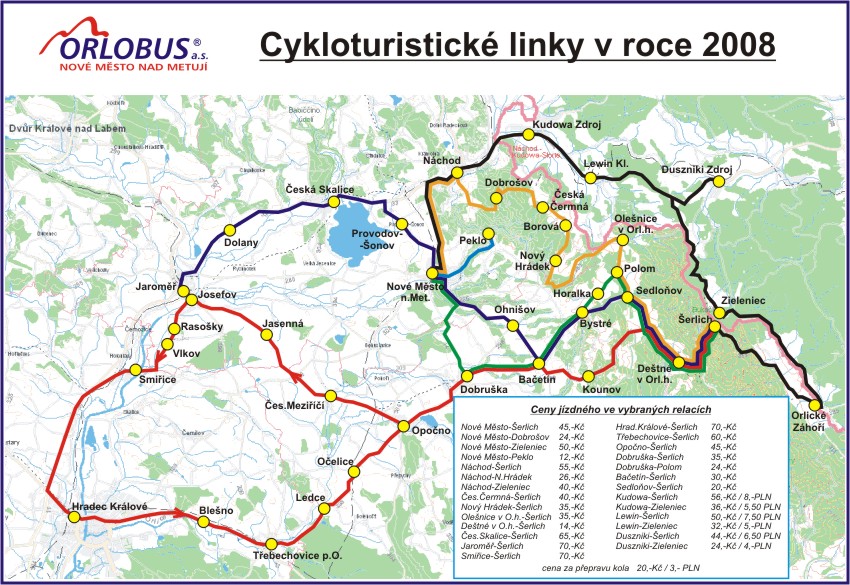 ORLOBUS® a.s.
NOVÉ MĚSTO NAD METUJÍ
Cykloturistické linky v roce 2008
Dvůr Králové nad Labem
Kudowa Zdroj
Náchod
Lewin Kl.
Duszniki Zdroj
Česká Skalice
Dobrošov
Česká
Čermná
Olešnice
v Orl.h.
Dolany
Provodov-
-Šonov
Peklo
Borová
Nový
Hrádek
Polom
Jaroměř
Josefov
Nové Město
n.Met.
Horalka
Sedloňov
Zieleniec
Šerlich
Rasošky
Jasenná
Ohnišov
Bystré
Vlkov
Smiřice
Bačetín
Deštné
v Orl.h.
Dobruška
Kounov
Čes.Meziříčí
Orlické
Záhoří
Opočno
Očelice
Hradec Králové
Blešno
Ledce
Třebechovice p.O.
Ceny jízdného ve vybraných relacích
Nové Město-Šerlich 45,-Kč
Nové Město-Dobrošov 24,-Kč
Nové Město-Zieleniec 50,-Kč
Nové Město-Peklo 12,-Kč
Náchod-Šerlich 55,-Kč
Náchod-N.Hrádek 26,-Kč
Náchod-Zieleniec 40,-Kč
Čes.Čermná-Šerlich 40,-Kč
Nový Hrádek-Šerlich 35,-Kč
Olešnice v O.h.-Šerlich 35,-Kč
Deštné v O.h.-Šerlich 14,-Kč
Čes.Skalice-Šerlich 65,-Kč
Jaroměř-Šerlich 70,-Kč
Smiřice-Šerlich 70,-Kč
Hrad.Králové-Šerlich 70,-Kč
Třebechovice-Šerlich 60,-Kč
Opočno-Šerlich 45,-Kč
Dobruška-Šerlich 35,-Kč
Dobruška-Polom 24,-Kč
Bačetín-Šerlich 30,-Kč
Sedloňov-Šerlich 20,-Kč
Kudowa-Šerlich 56,-Kč / 8,-PLN
Kudowa-Zieleniec 36,-Kč / 5,50 PLN
Lewin-Šerlich 50,-Kč / 7,50 PLN
Lewin-Zieleniec 32,-Kč / 5,-PLN
Duszniki-Šerlich 44,-Kč / 6,50 PLN
Duszniki-Zieleniec 24,-Kč / 4,-PLN
cena za přepravu kola 20,-Kč / 3,- PLN